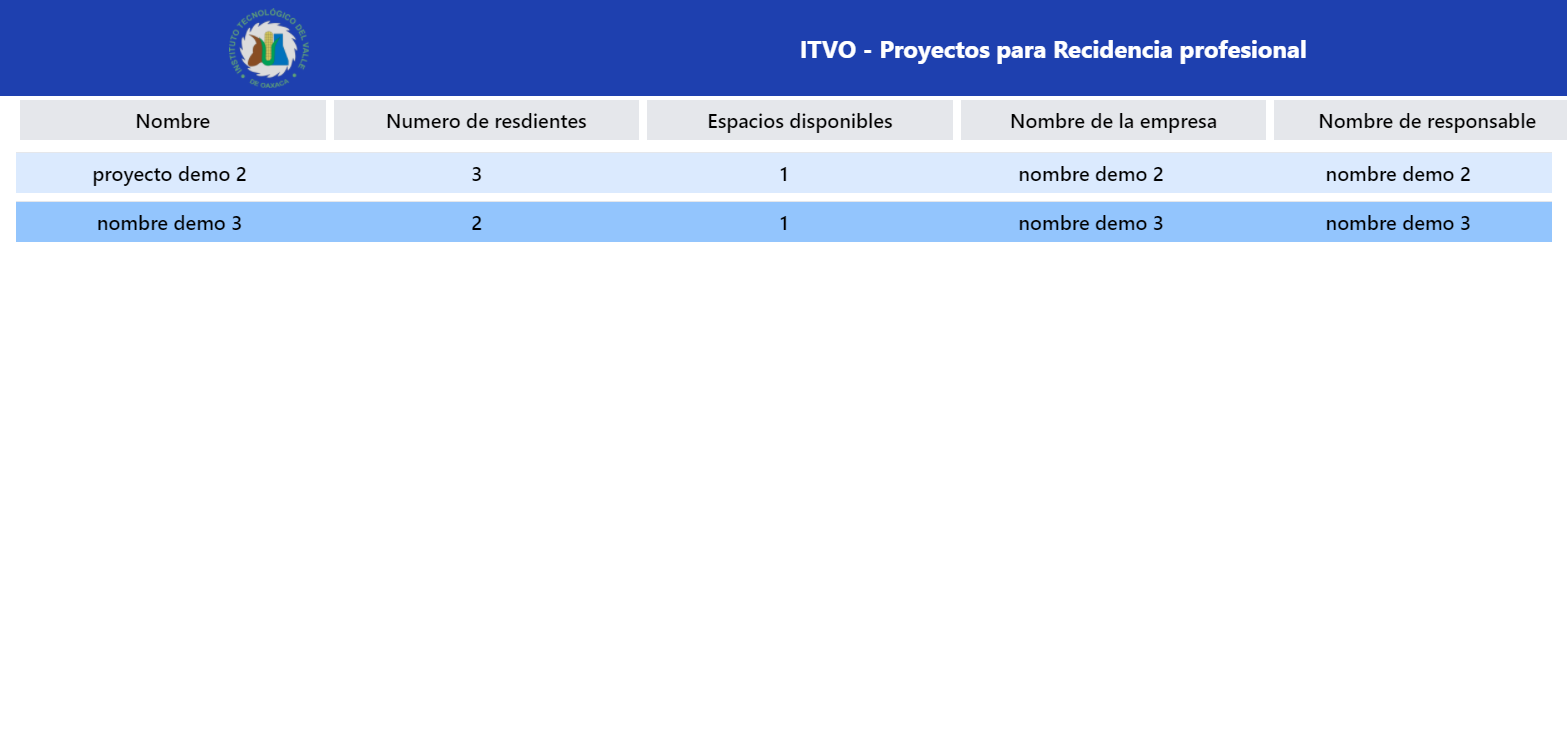 INSTITUTO TECNOLÓGICO DEL VALLE
DE OAXACA
ITVO - Proyectos para Recidencia profesional
Nombre Numero de resdientes Espacios disponibles Nombre de la empresa Nombre de responsable
proyecto demo 2 3 1 nombre demo 2 nombre demo 2
nombre demo 3 2 1 nombre demo 3 nombre demo 3